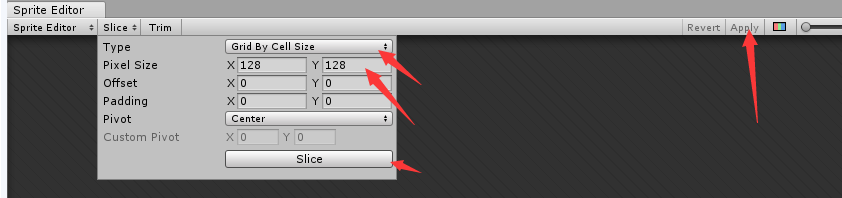 Sprite Editor
Sprite Editor Slice Trim Revert Apply
Type Grid By Cell Size
Pixel Size X 128 Y 128
Offset X 0 Y 0
Padding X 0 Y 0
Pivot Center
Custom Pivot X 0 Y 0
Slice